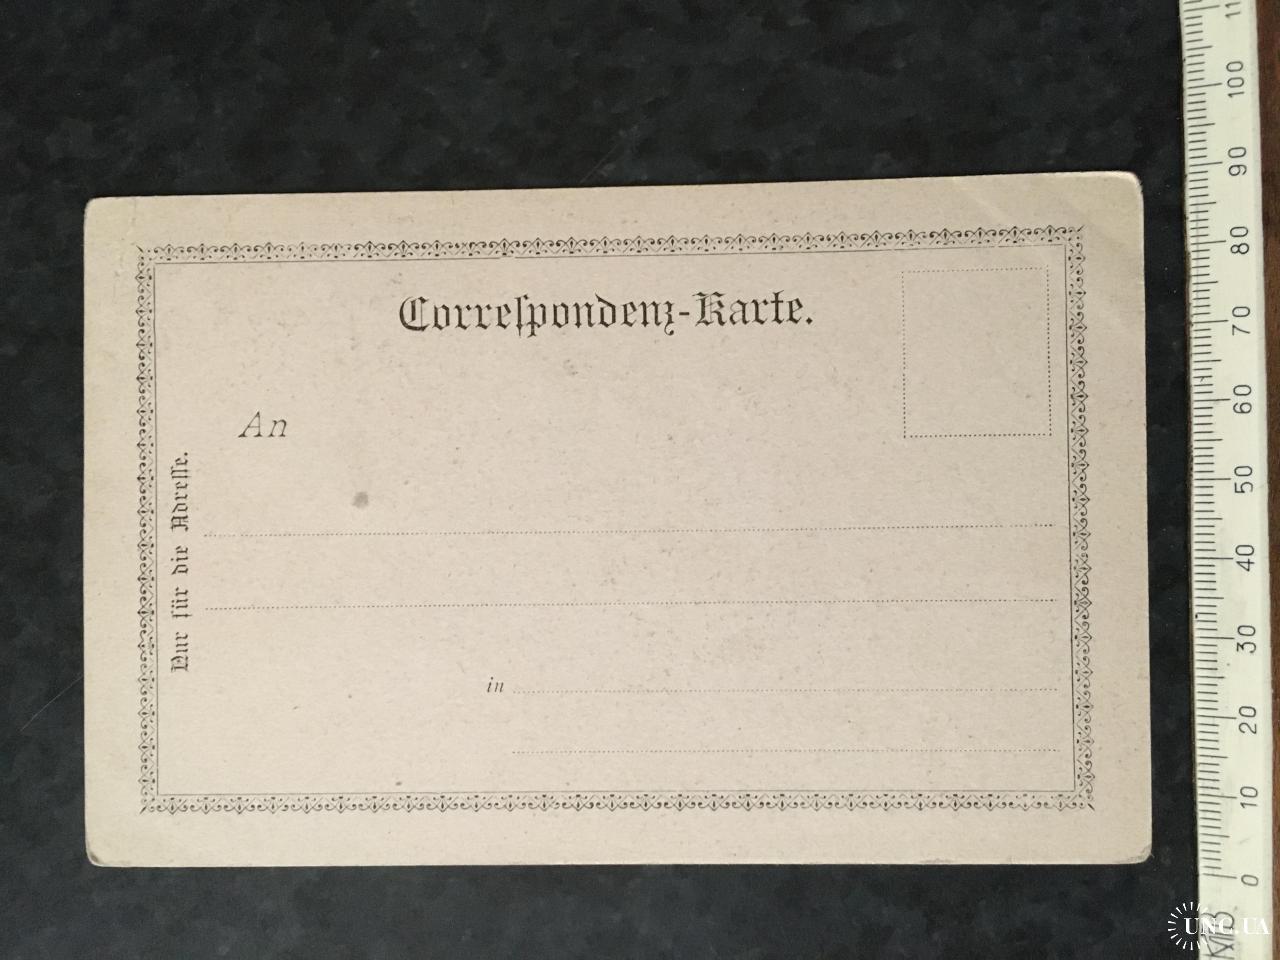 Correſpondenz-Karte.
An
Nur für die Adreſſe.
in
110
100
90
80
70
60
50
40
30
20
10
0
UNC.UA